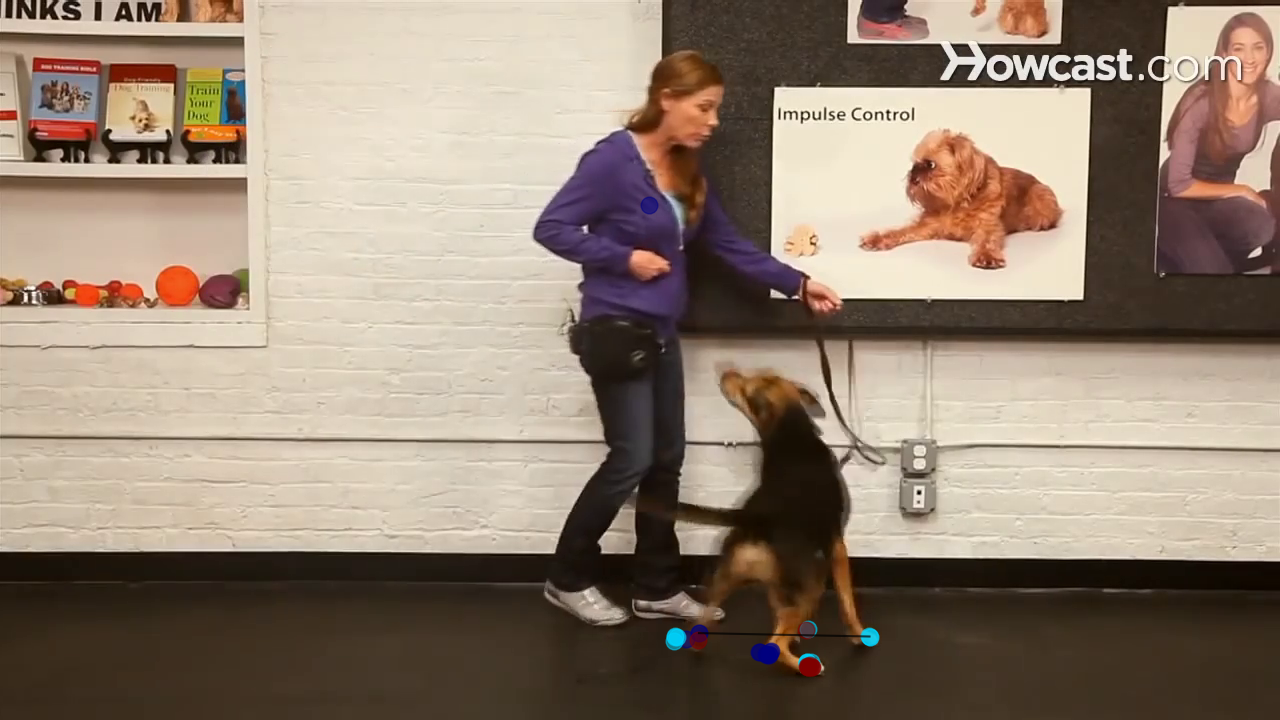 INKS I AM
DOG TRAINING BIBLE
Dog-Friendly
Dog Training
Train
Your
Dog
Howcast.com
Impulse Control